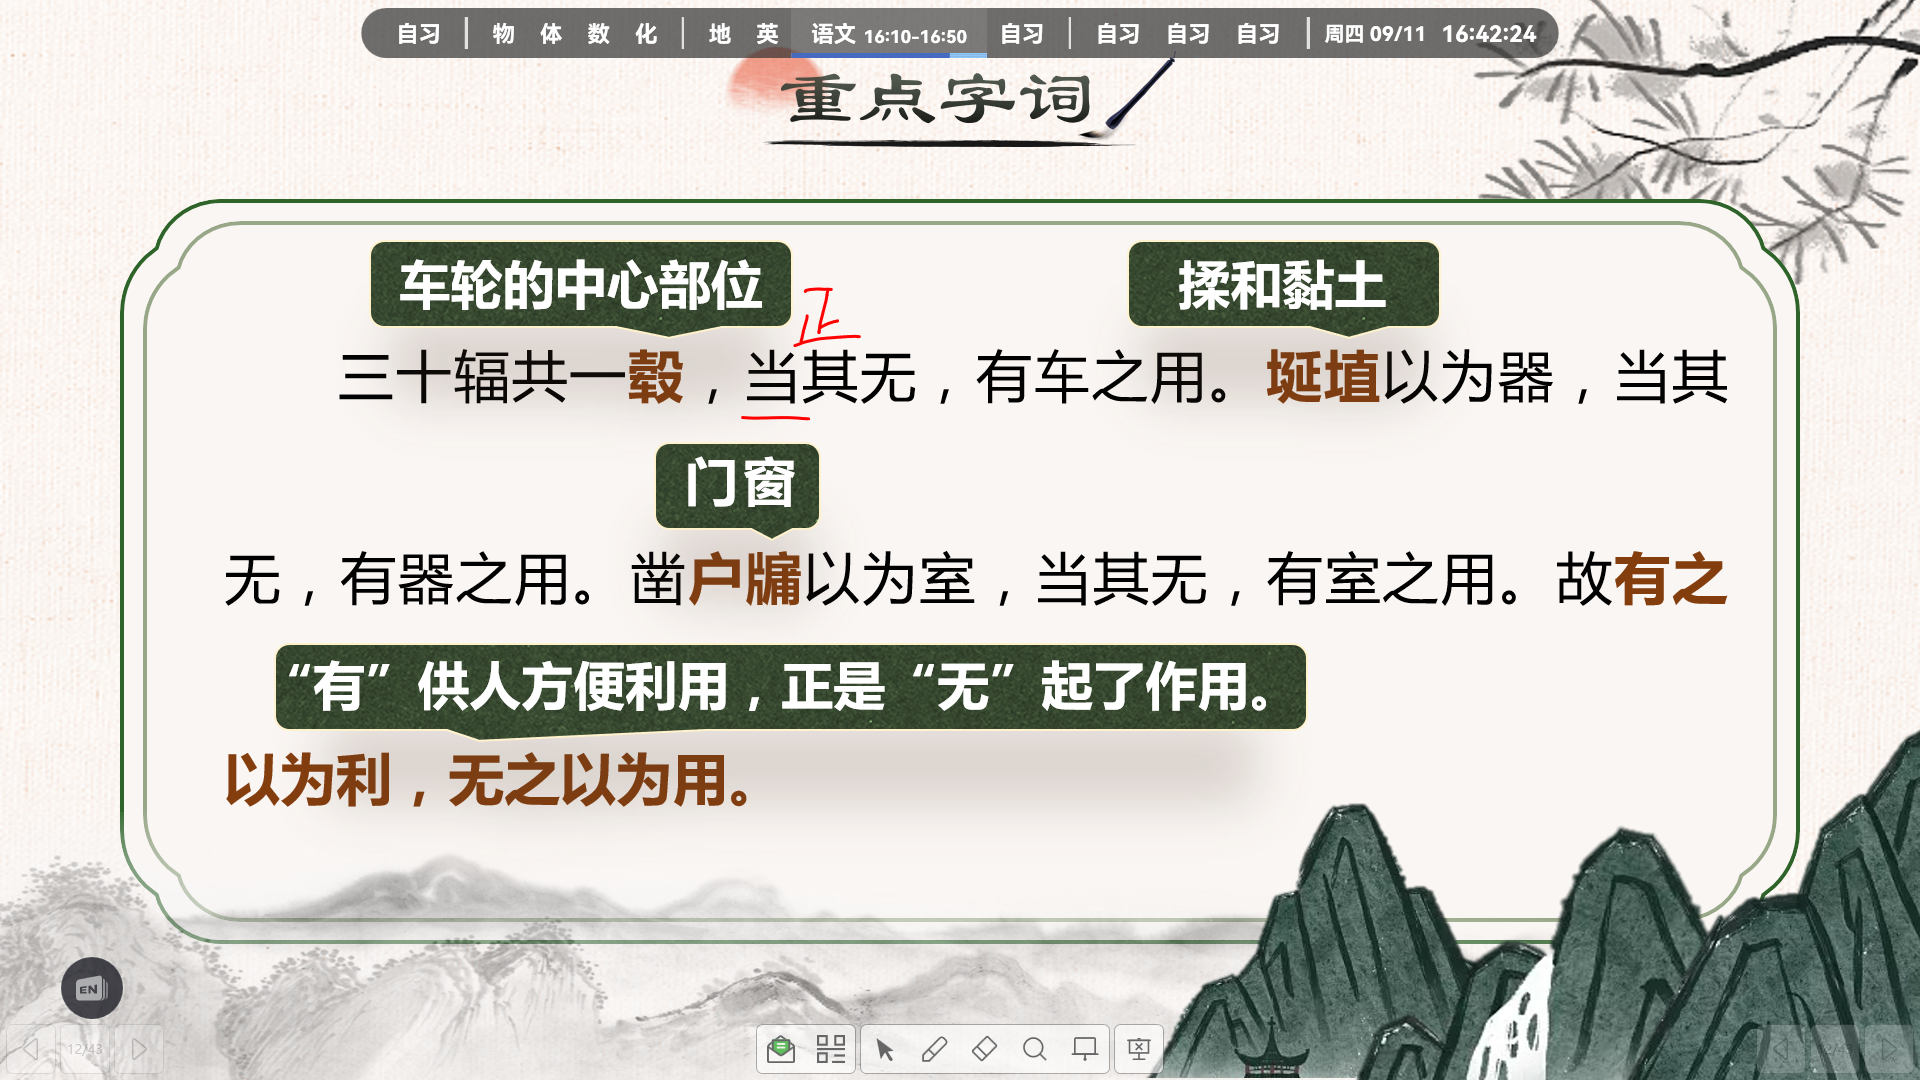 自习 | 物 体 数 化 | 地 英 语文 16:10-16:50 自习 | 自习 自习 自习 | 周四 09/11 16:42:24
重点字词
车轮的中心部位 揉和黏土
正
三十辐共一毂，当其无，有车之用。埏埴以为器，当其
门窗
无，有器之用。凿户牖以为室，当其无，有室之用。故有之
“有”供人方便利用，正是“无”起了作用。
以为利，无之以为用。
EN
12/43